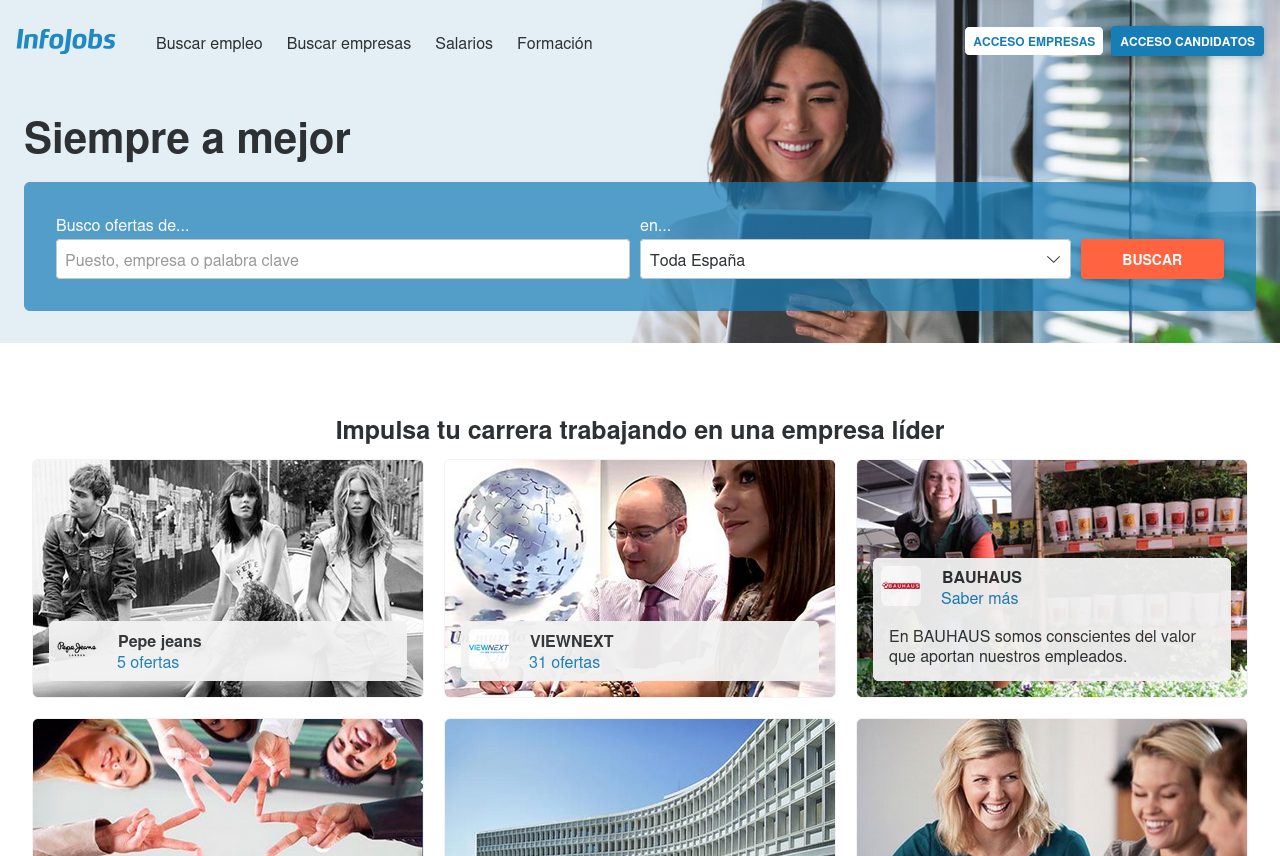 InfoJobs
Buscar empleo
Buscar empresas
Salarios
Formación
ACCESO EMPRESAS
ACCESO CANDIDATOS
Siempre a mejor
Busco ofertas de...
en...
Puesto, empresa o palabra clave
Toda España
BUSCAR
Impulsa tu carrera trabajando en una empresa líder
PEPE
Pepe Jeans
LONDON
Pepe jeans
5 ofertas
VIEWNEXT
VIEWNEXT
31 ofertas
BAUHAUS
BAUHAUS
Saber más
En BAUHAUS somos conscientes del valor
que aportan nuestros empleados.